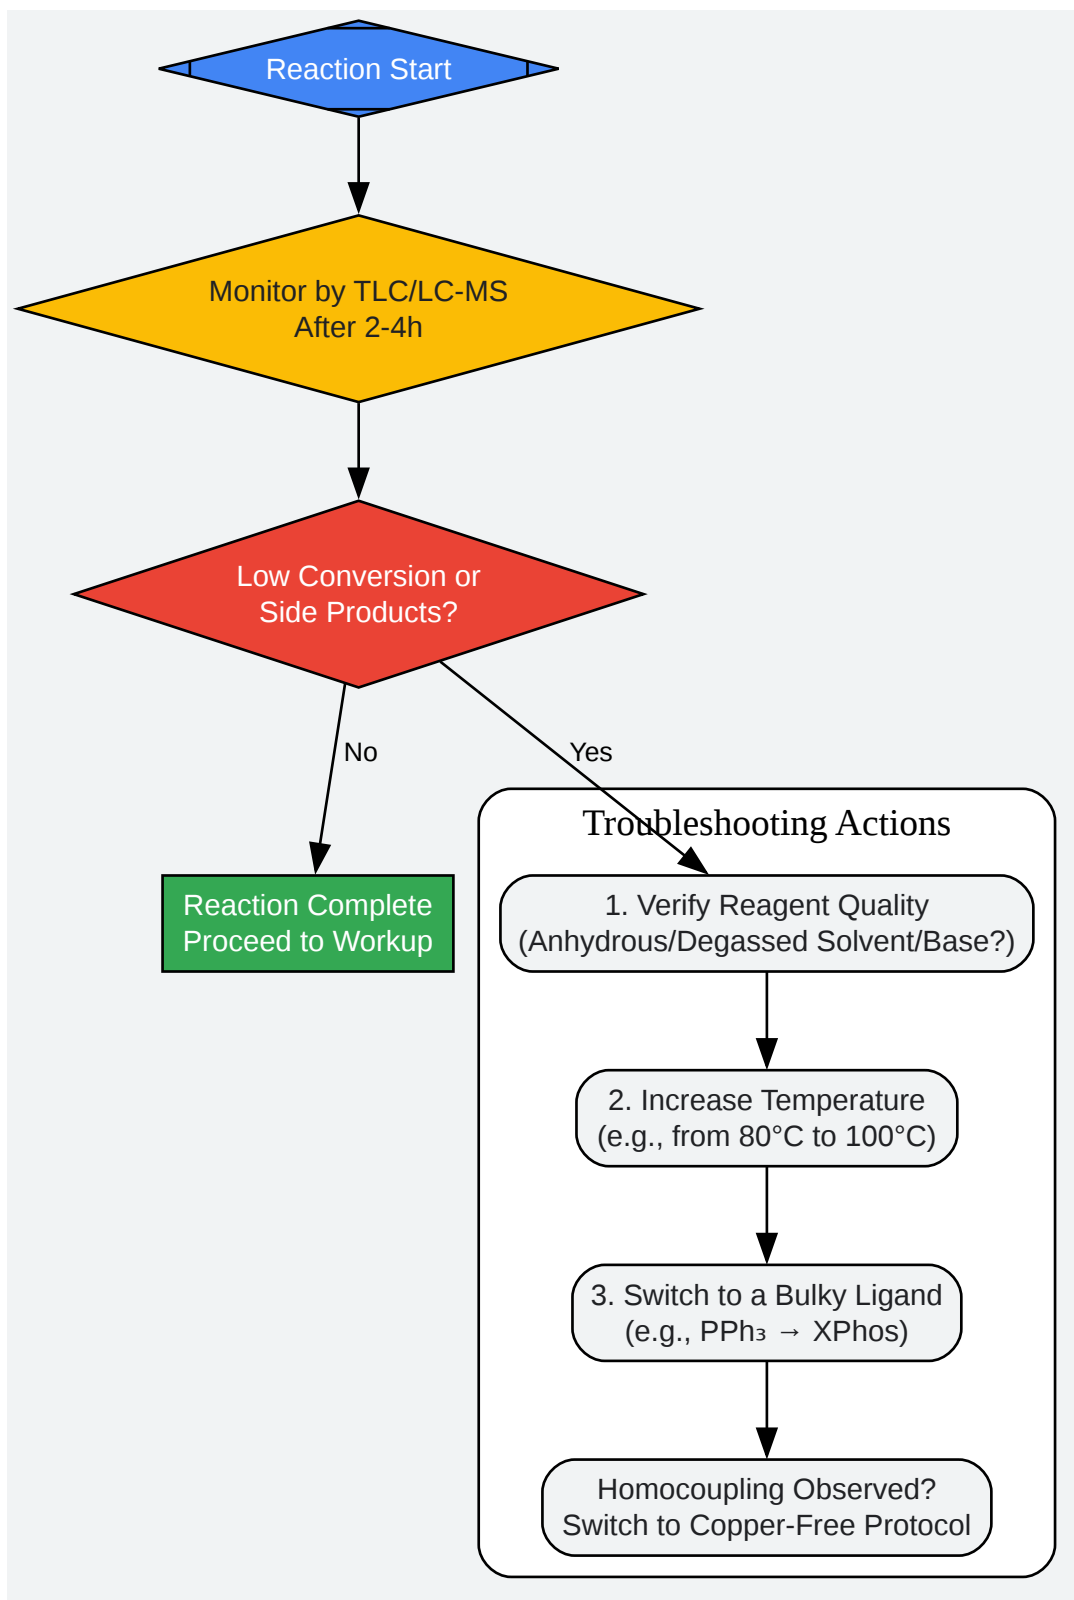 Reaction Start
Monitor by TLC/LC-MS
After 2-4h
Low Conversion or
Side Products?
No
Yes
Troubleshooting Actions
Reaction Complete
Proceed to Workup
1. Verify Reagent Quality
(Anhydrous/Degassed Solvent/Base?)
2. Increase Temperature
(e.g., from 80°C to 100°C)
3. Switch to a Bulky Ligand
(e.g., PPh₃ → XPhos)
Homocoupling Observed?
Switch to Copper-Free Protocol